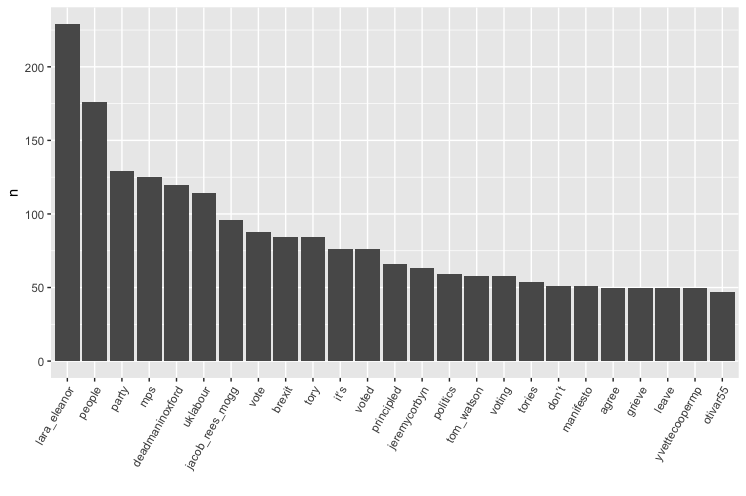 n
200
150
100
50
0
lara_eleanor
people
party
mps
deadmaninoxford
uklabour
jacob_rees_mogg
vote
brexit
tory
it's
voted
principled
jeremycorbyn
politics
tom_watson
voting
tories
don't
manifesto
agree
grieve
leave
yvettecoopermp
otivar55